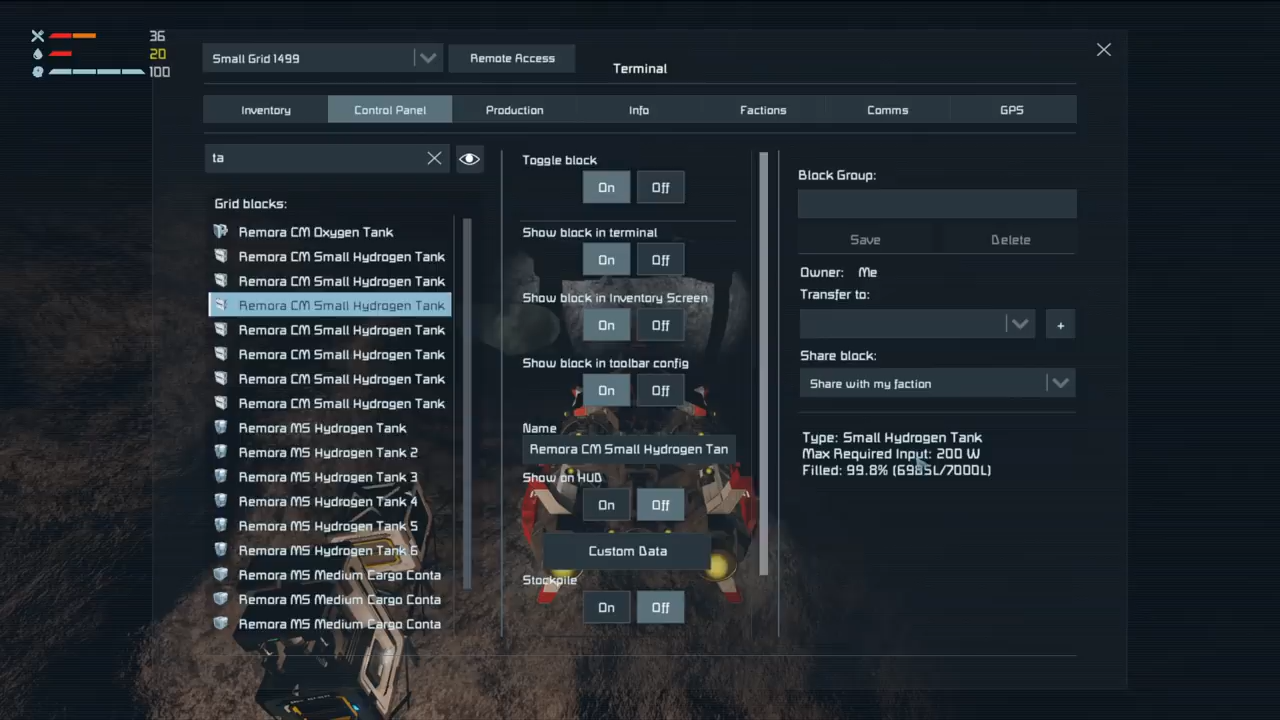 36
20
100
Small Grid 1499
Remote Access
Terminal
Inventory
Control Panel
Production
Info
Factions
Comms
GPS
ta
Grid blocks:
Remora CM Oxygen Tank
Remora CM Small Hydrogen Tank
Remora CM Small Hydrogen Tank
Remora CM Small Hydrogen Tank
Remora CM Small Hydrogen Tank
Remora CM Small Hydrogen Tank
Remora CM Small Hydrogen Tank
Remora CM Small Hydrogen Tank
Remora MS Hydrogen Tank
Remora MS Hydrogen Tank 2
Remora MS Hydrogen Tank 3
Remora MS Hydrogen Tank 4
Remora MS Hydrogen Tank 5
Remora MS Hydrogen Tank 6
Remora MS Medium Cargo Conta
Remora MS Medium Cargo Conta
Remora MS Medium Cargo Conta
Toggle block
On Off
Show block in terminal
On Off
Show block in Inventory Screen
On Off
Show block in toolbar config
On Off
Name
Remora CM Small Hydrogen Tan
Show on HUD
On Off
Custom Data
Stockpile
On Off
Block Group:
Save Delete
Owner: Me
Transfer to:
+
Share block:
Share with my faction
Type: Small Hydrogen Tank
Max Required Input: 200 W
Filled: 99.8% (6985L/7000L)